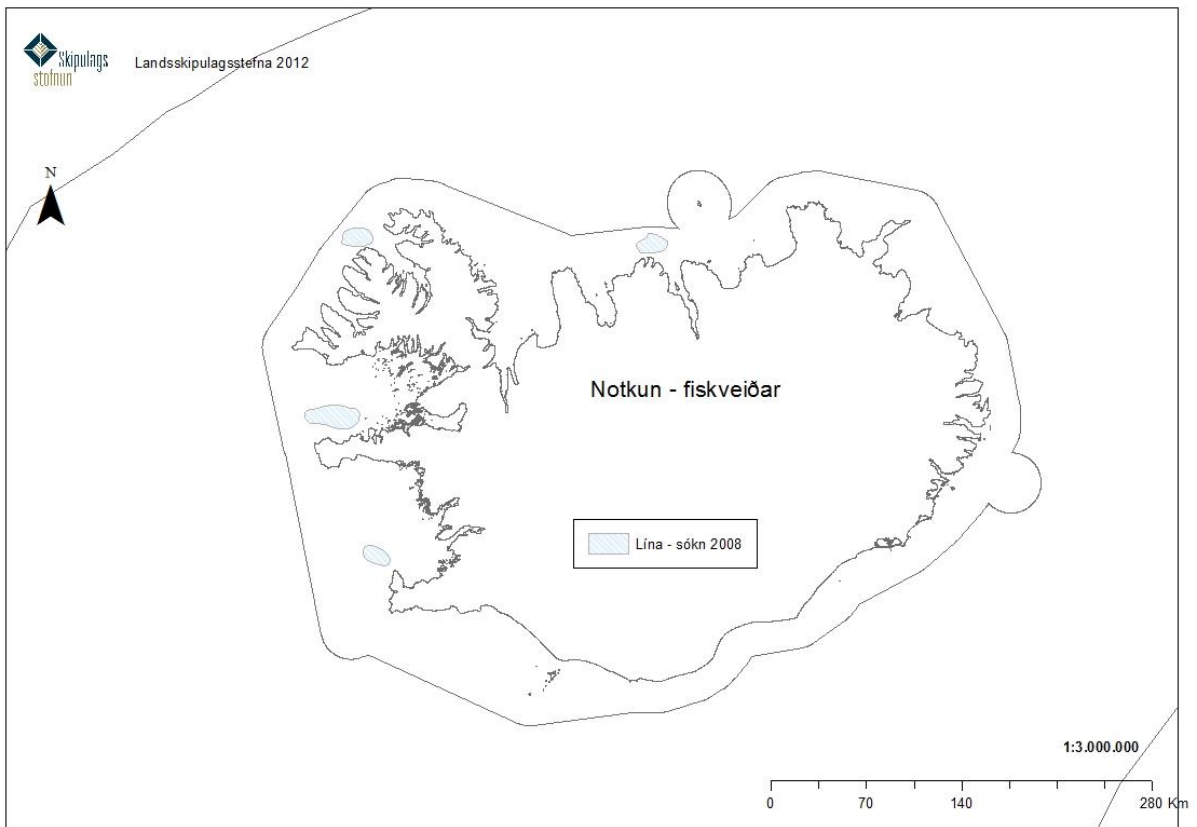 Skipulags
stofnun
Landsskipulagsstefna 2012
N
Notkun - fiskveiðar
Lína - sókn 2008
1:3.000.000
0 70 140 280 Km